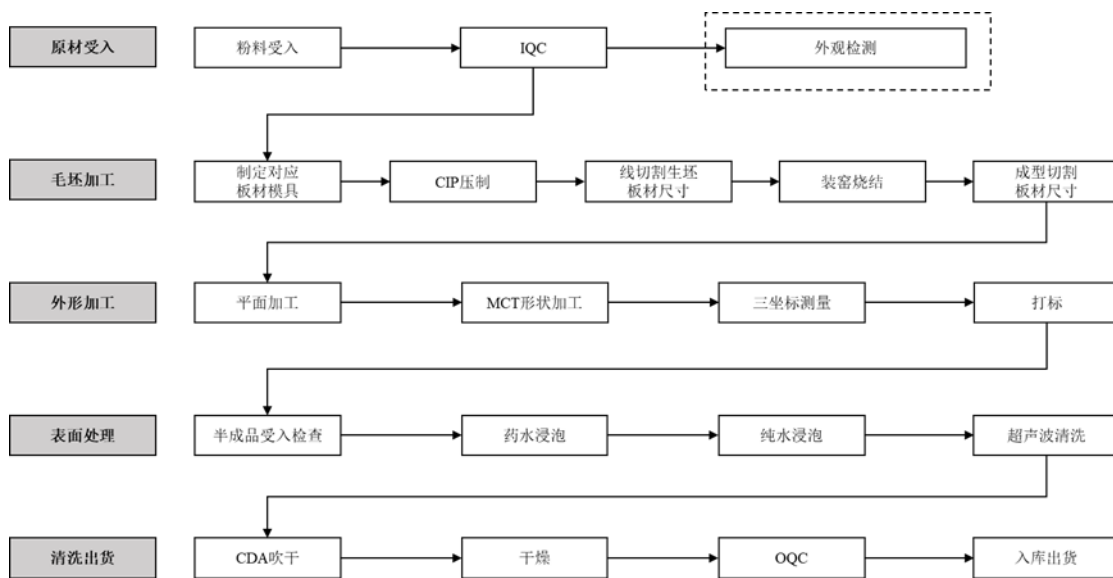 原材受入
粉料受入
IQC
外观检测
毛坯加工
制定对应
板材模具
CIP压制
线切割生坯
板材尺寸
装窑烧结
成型切割
板材尺寸
外形加工
平面加工
MCT形状加工
三坐标测量
打标
表面处理
半成品受入检查
药水浸泡
纯水浸泡
超声波清洗
清洗出货
CDA吹干
干燥
OQC
入库出货